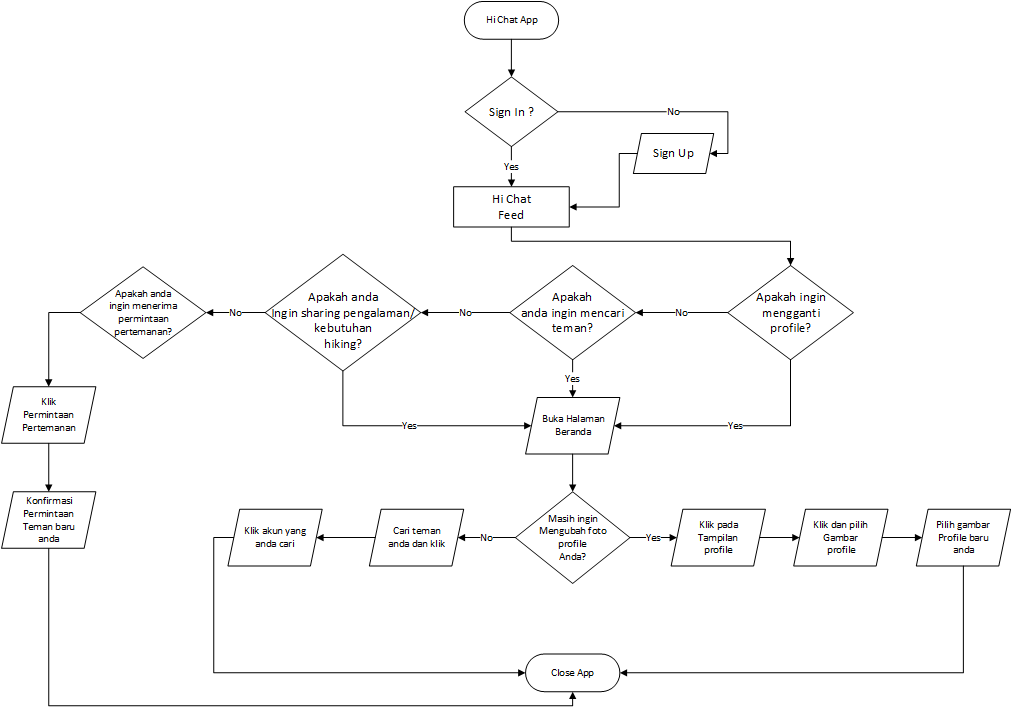 Hi Chat App
Sign In ?
No
Sign Up
Yes
Hi Chat
Feed
Apakah anda
ingin menerima
permintaan
pertemanan?
No
Apakah anda
Ingin sharing pengalaman/
kebutuhan
hiking?
No
Apakah
anda ingin mencari
teman?
No
Apakah ingin
mengganti
profile?
Yes
Klik
Permintaan
Pertemanan
Yes
Buka Halaman
Beranda
Yes
Konfirmasi
Permintaan
Teman baru
anda
Klik akun yang
anda cari
Cari teman
anda dan klik
No
Masih ingin
Mengubah foto
profile
Anda?
Yes
Klik pada
Tampilan
profile
Klik dan pilih
Gambar
profile
Pilih gambar
Profile baru
anda
Close App